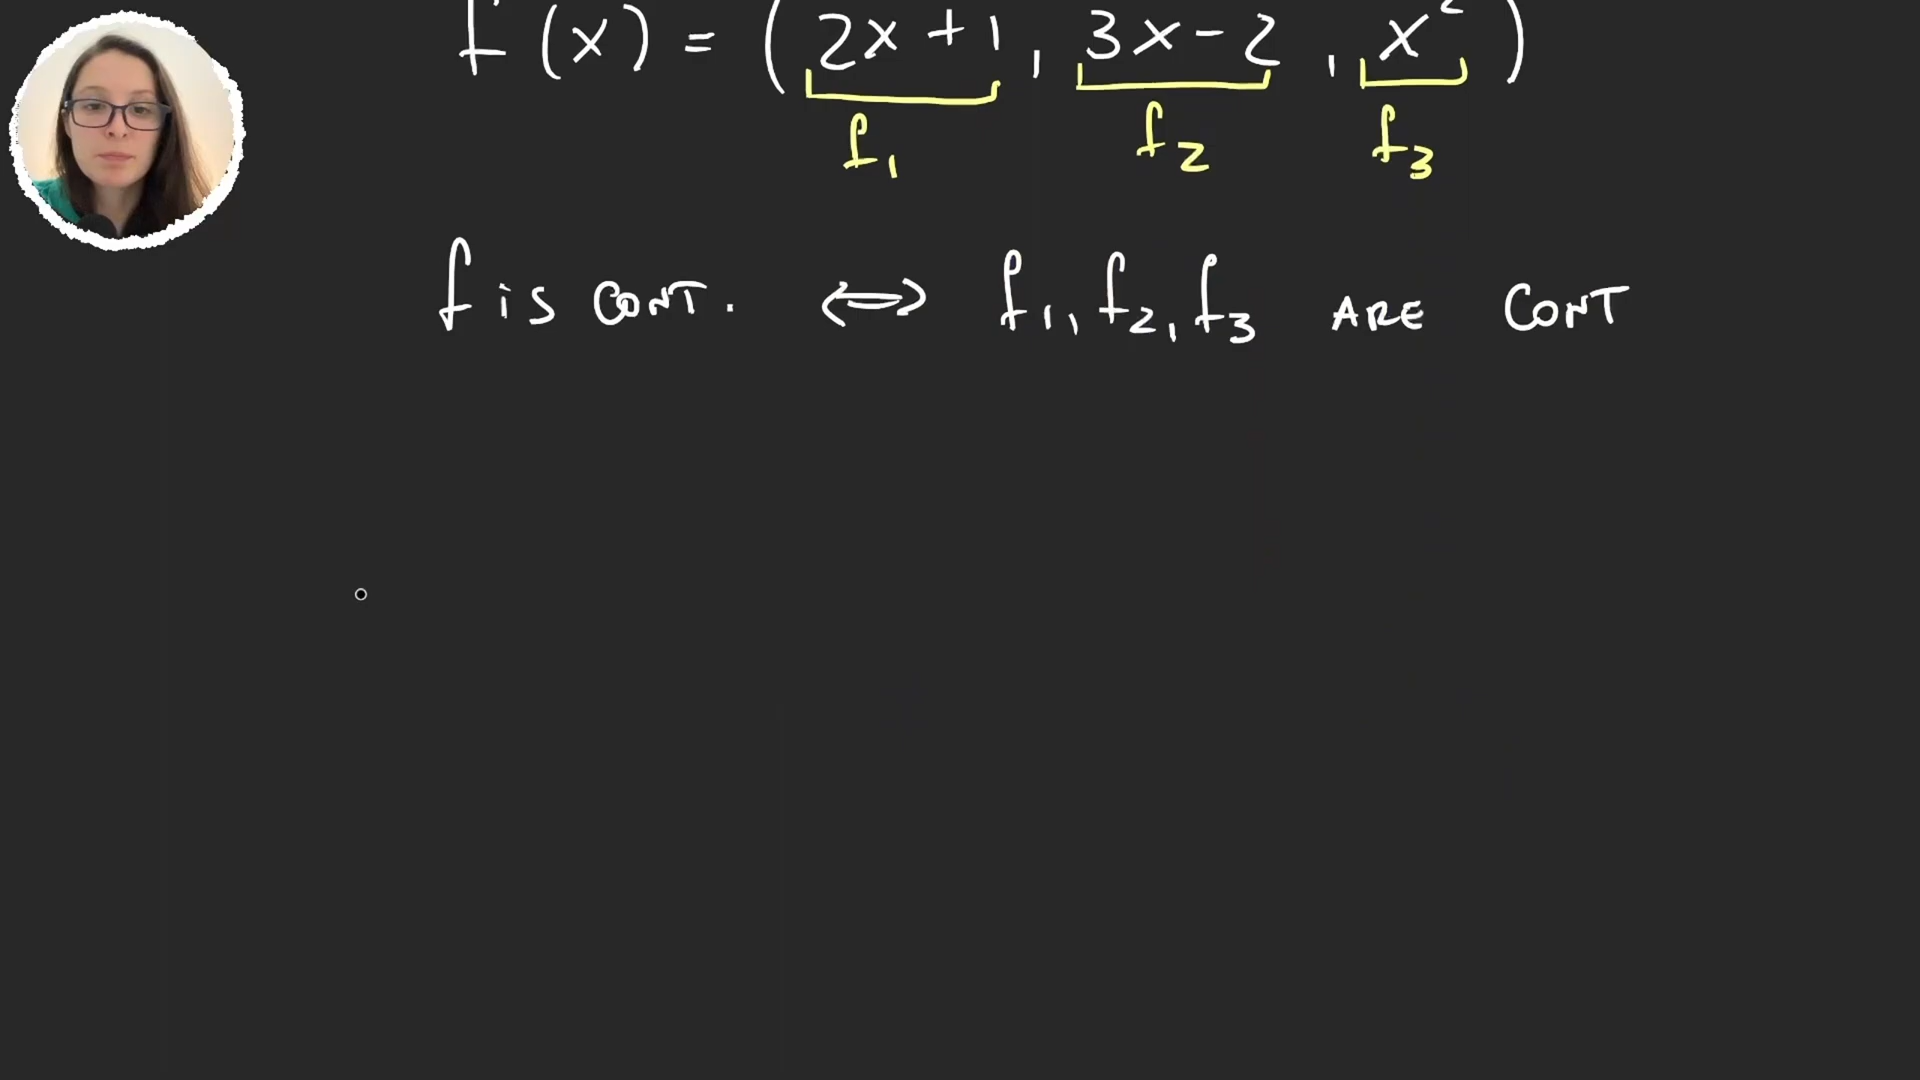 f(x) = (2x+1, 3x-2, x²)
f₁ f₂ f₃
f is CONT. ⟺ f₁, f₂, f₃ ARE CONT